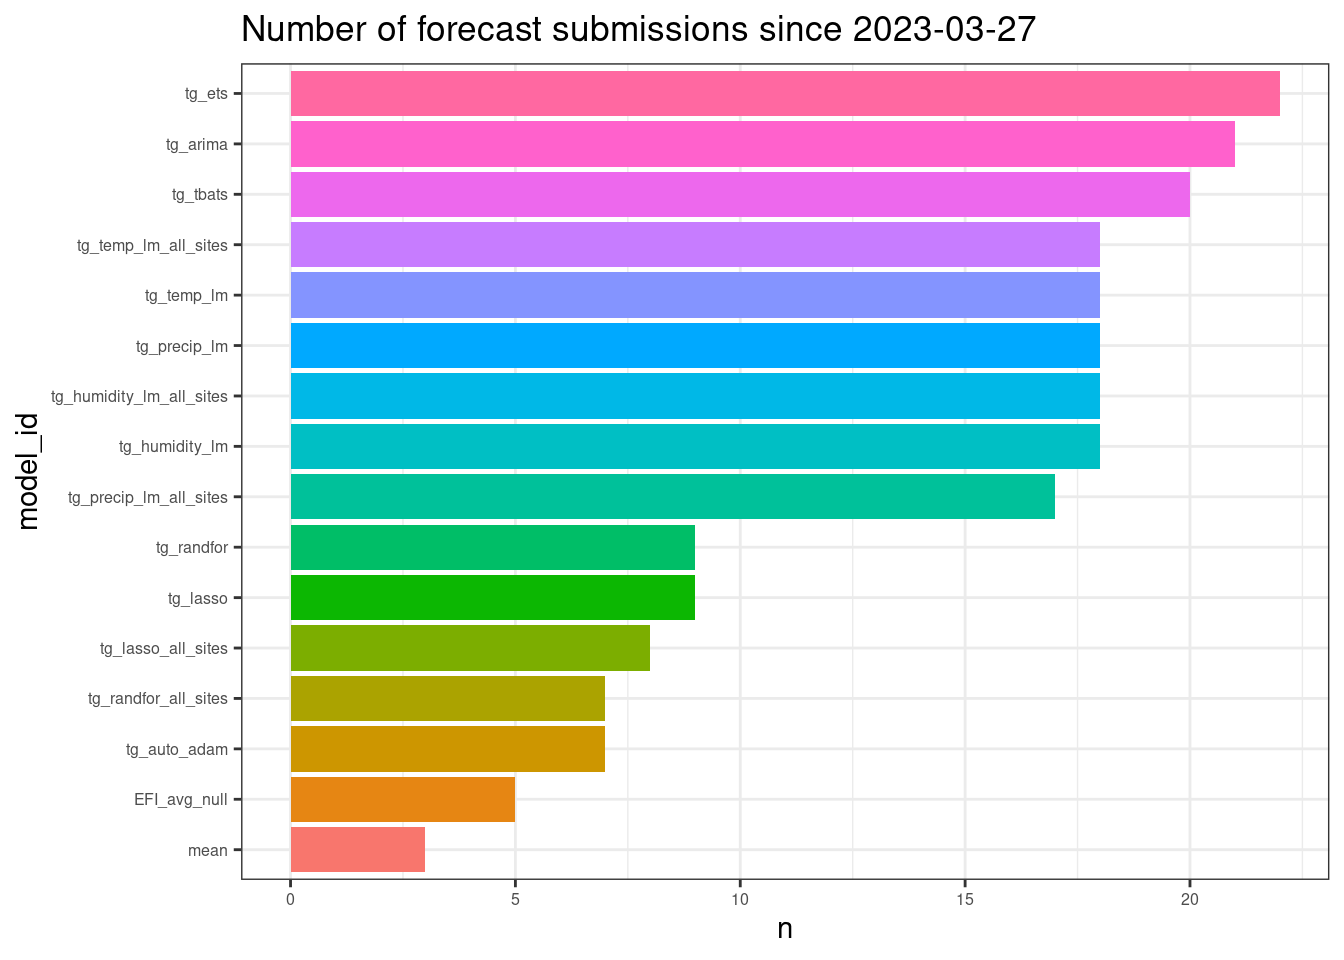 Number of forecast submissions since 2023-03-27
tg_ets
tg_arima
tg_tbats
tg_temp_lm_all_sites
tg_temp_lm
tg_precip_lm
tg_humidity_lm_all_sites
tg_humidity_lm
tg_precip_lm_all_sites
tg_randfor
tg_lasso
tg_lasso_all_sites
tg_randfor_all_sites
tg_auto_adam
EFI_avg_null
mean
model_id
0 5 10 15 20
n